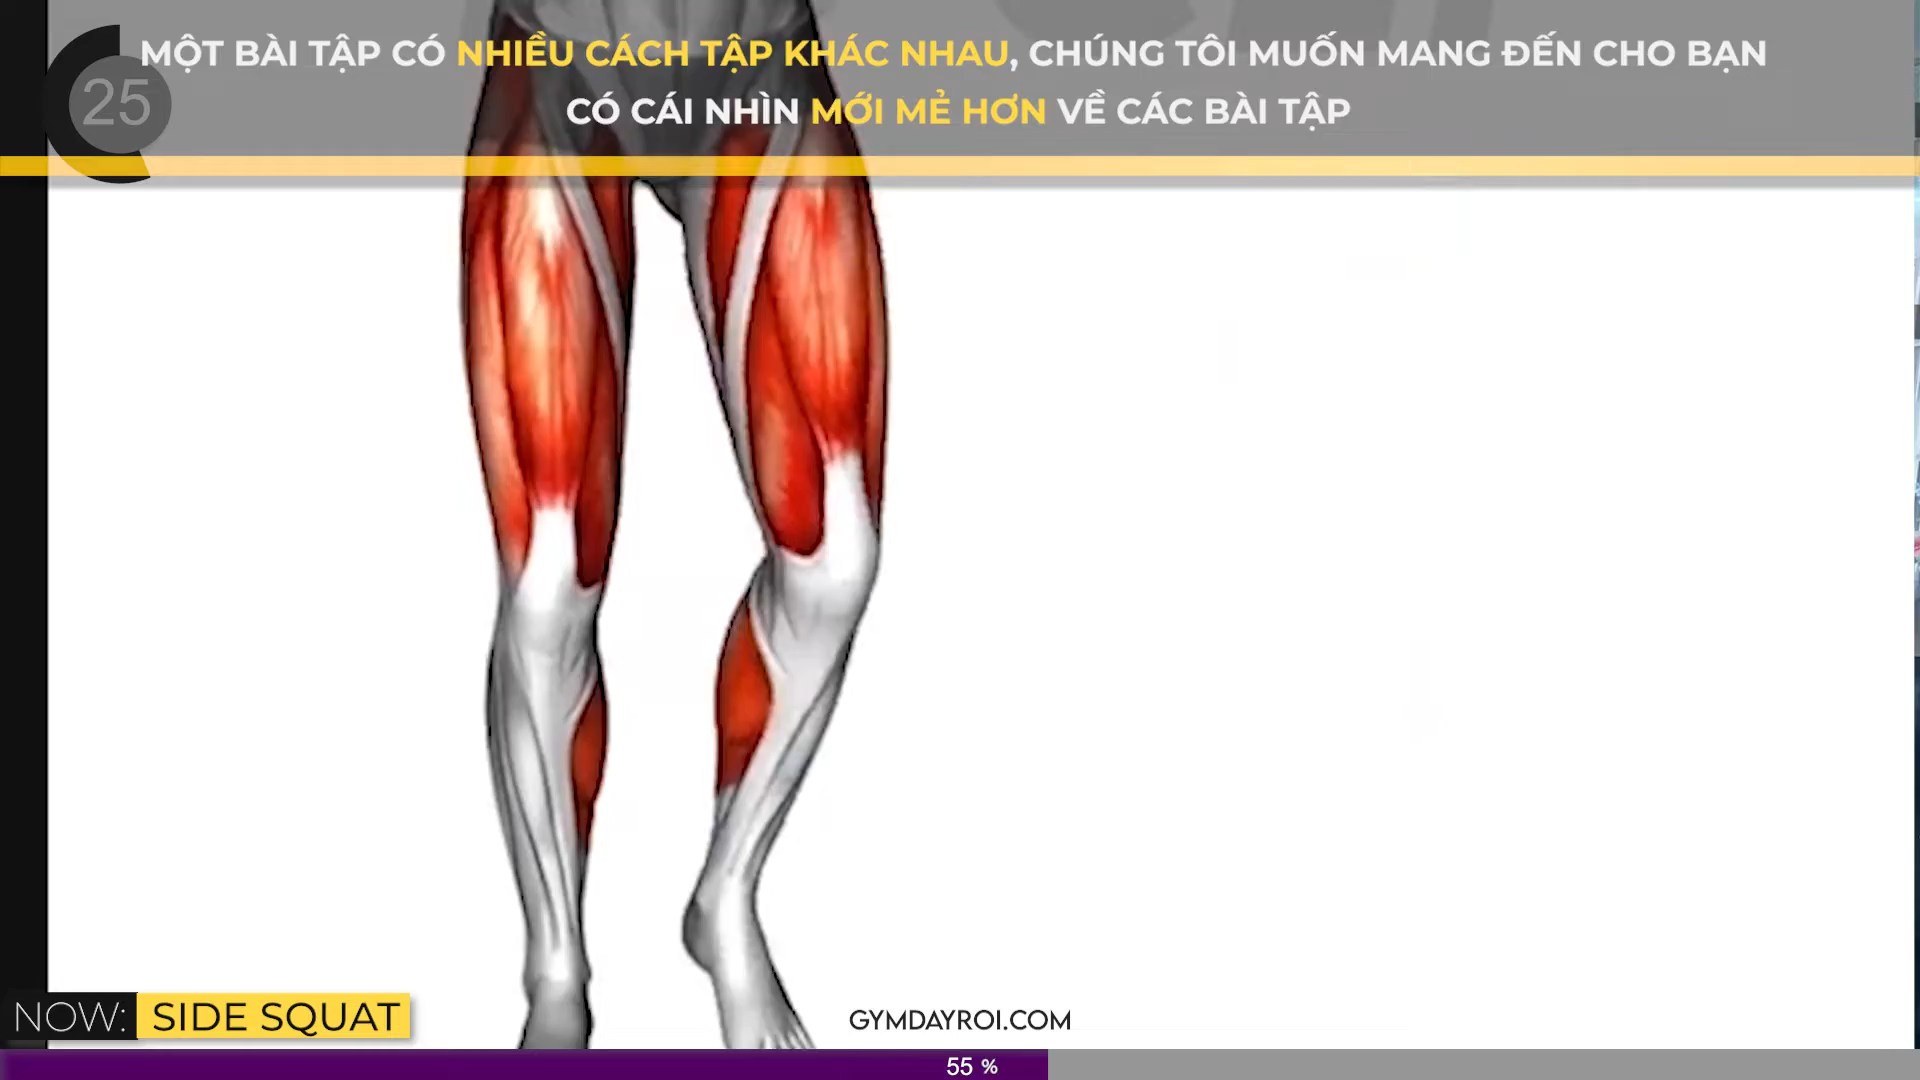 MỘT BÀI TẬP CÓ NHIỀU CÁCH TẬP KHÁC NHAU, CHÚNG TÔI MUỐN MANG ĐẾN CHO BẠN
CÓ CÁI NHÌN MỚI MẺ HƠN VỀ CÁC BÀI TẬP
25
NOW: SIDE SQUAT
GYMDAYROI.COM
55 %